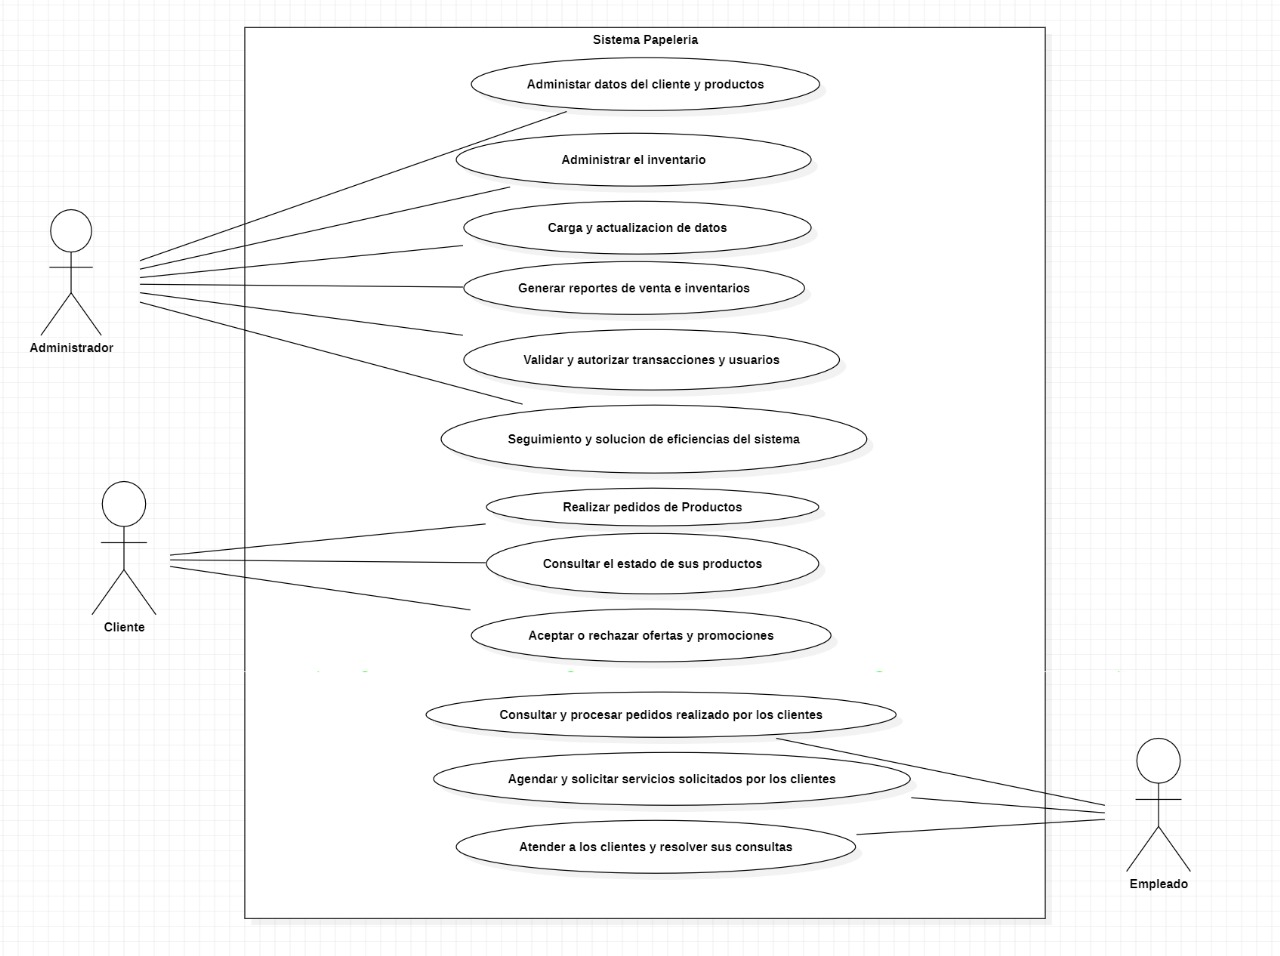 Sistema Papeleria
Administar datos del cliente y productos
Administrar el inventario
Carga y actualizacion de datos
Generar reportes de venta e inventarios
Validar y autorizar transacciones y usuarios
Administrador
Seguimiento y solucion de eficiencias del sistema
Realizar pedidos de Productos
Consultar el estado de sus productos
Cliente
Aceptar o rechazar ofertas y promociones
Consultar y procesar pedidos realizado por los clientes
Agendar y solicitar servicios solicitados por los clientes
Atender a los clientes y resolver sus consultas
Empleado